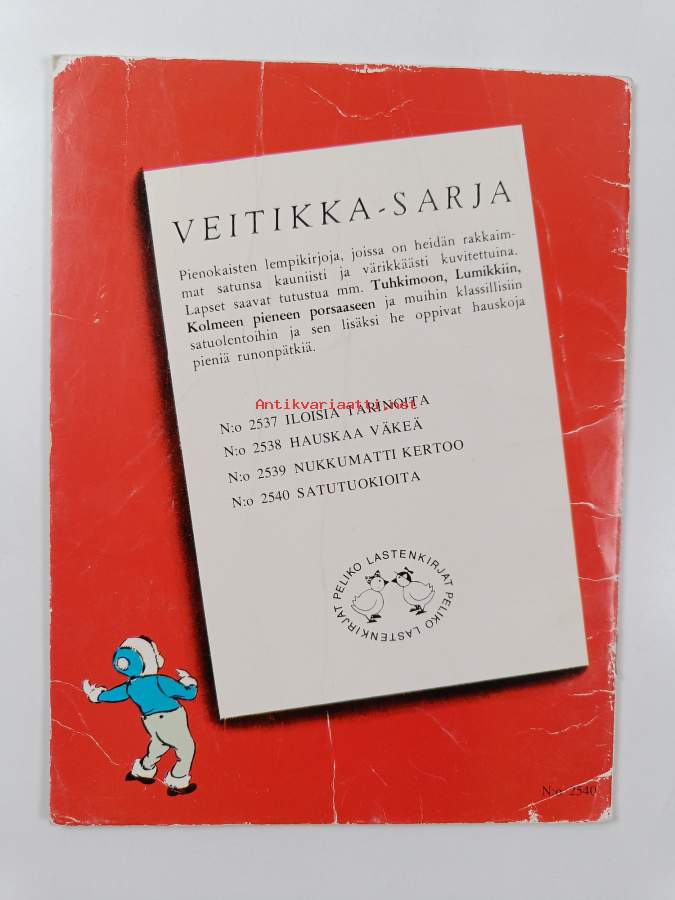 VEITIKKA-SARJA
Pienokaisten lempikirjoja, joissa on heidän rakkaim-
mat satunsa kauniisti ja värikkäästi kuvitettuina.
Lapset saavat tutustua mm. Tuhkimoon, Lumikkiin,
Kolmeen pieneen porsaaseen ja muihin klassillisiin
satuolentoihin ja sen lisäksi he oppivat hauskoja
pieniä runonpätkiä.
Antikvariaatti.net
N:o 2537 ILOISIA TARINOITA
N:o 2538 HAUSKAA VÄKEÄ
N:o 2539 NUKKUMATTI KERTOO
N:o 2540 SATUTUOKIOITA
PELIKO LASTENKIRJAT PELIKO LASTENKIRJAT
N:o 2540